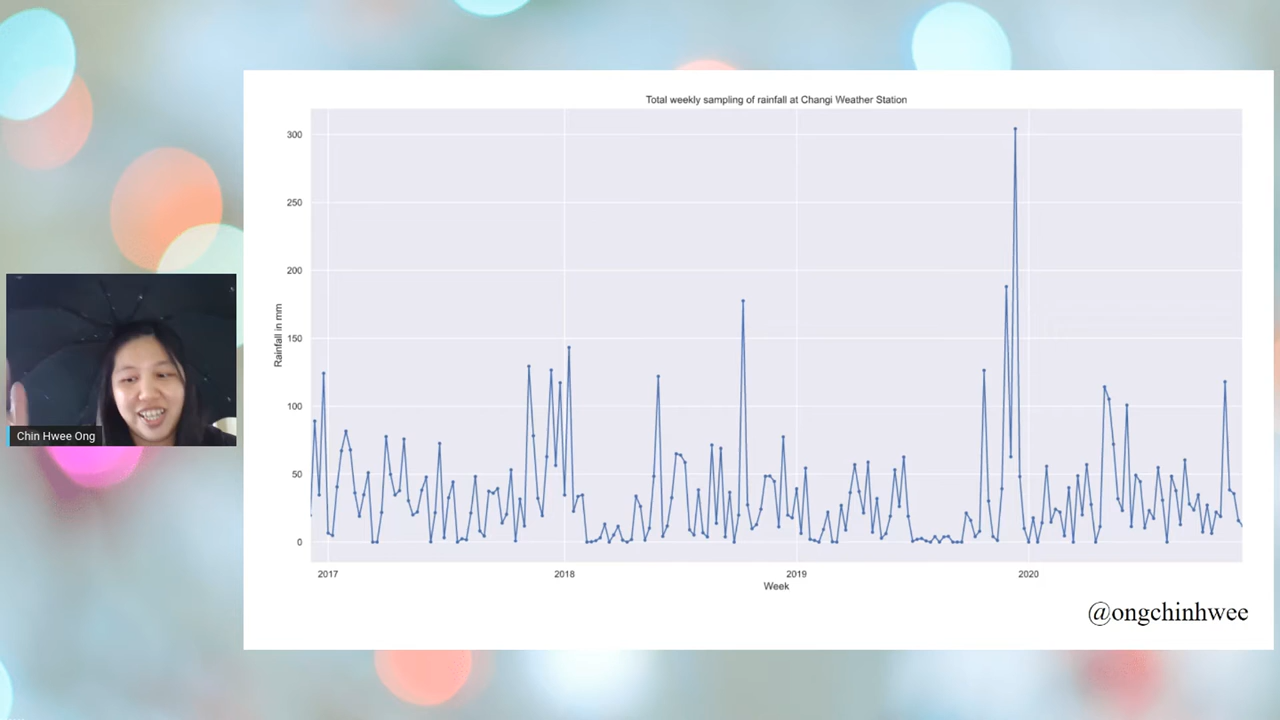 Total weekly sampling of rainfall at Changi Weather Station
300
250
200
150
100
50
0
Rainfall in mm
2017 2018 2019 2020
Week
@ongchinhwee
Chin Hwee Ong